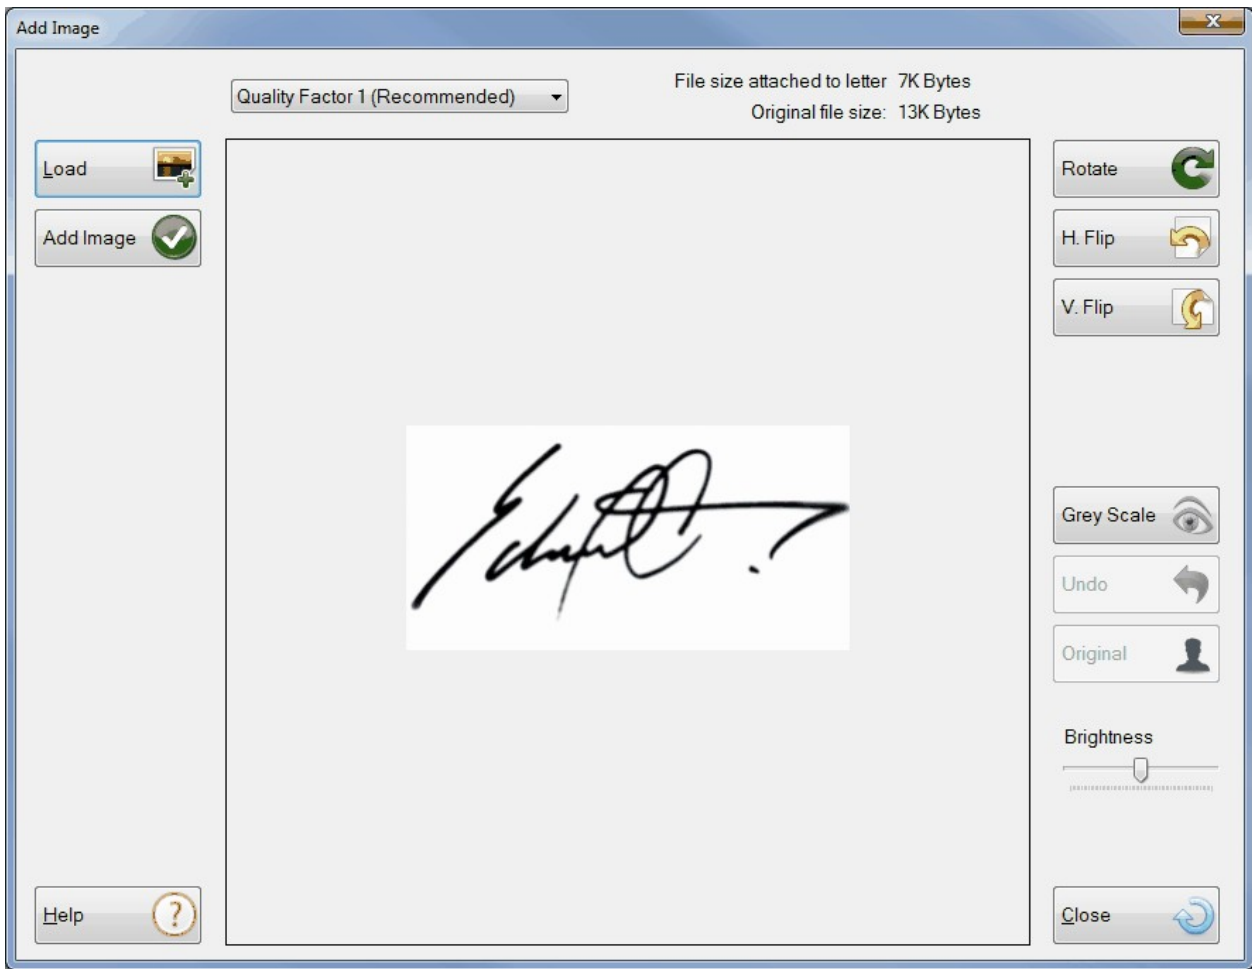 Add Image
Quality Factor 1 (Recommended)
File size attached to letter 7K Bytes
Original file size: 13K Bytes
Load
Add Image
Rotate
H. Flip
V. Flip
Grey Scale
Undo
Original
Brightness
Help
Close